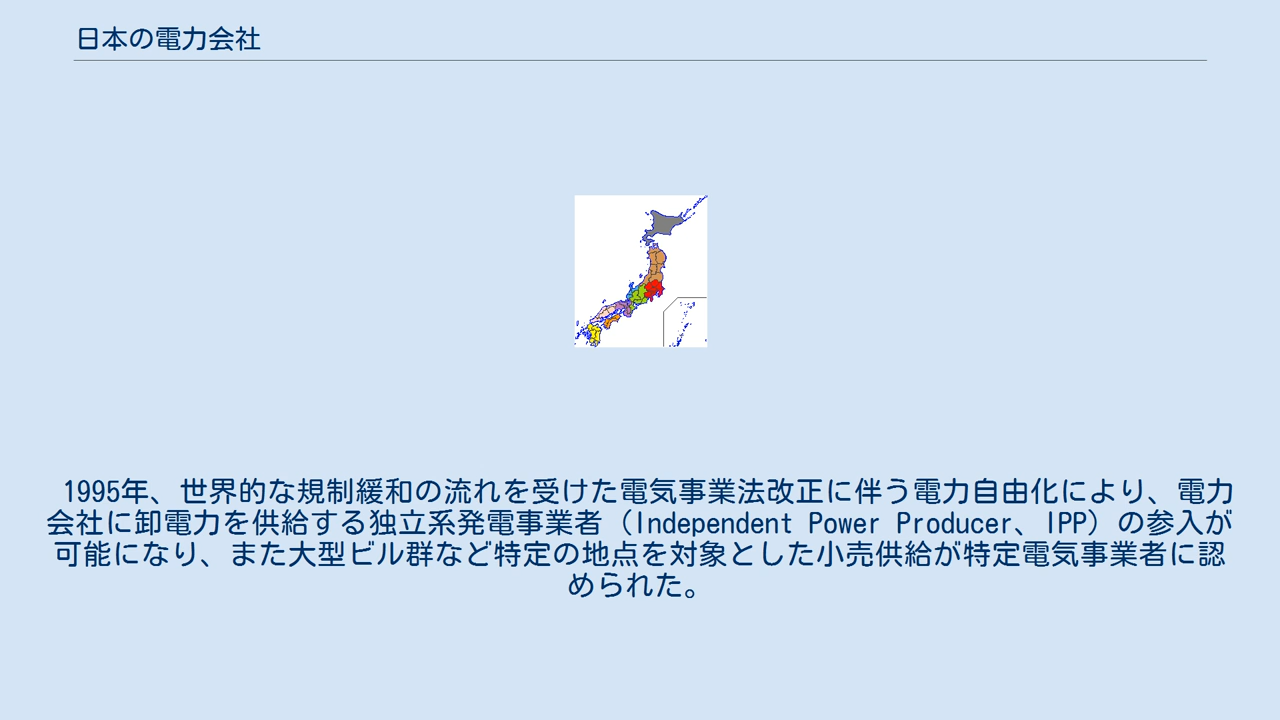 日本の電力会社
1995年、世界的な規制緩和の流れを受けた電気事業法改正に伴う電力自由化により、電力
会社に卸電力を供給する独立系発電事業者（Independent Power Producer、IPP）の参入が
可能になり、また大型ビル群など特定の地点を対象とした小売供給が特定電気事業者に認
められた。